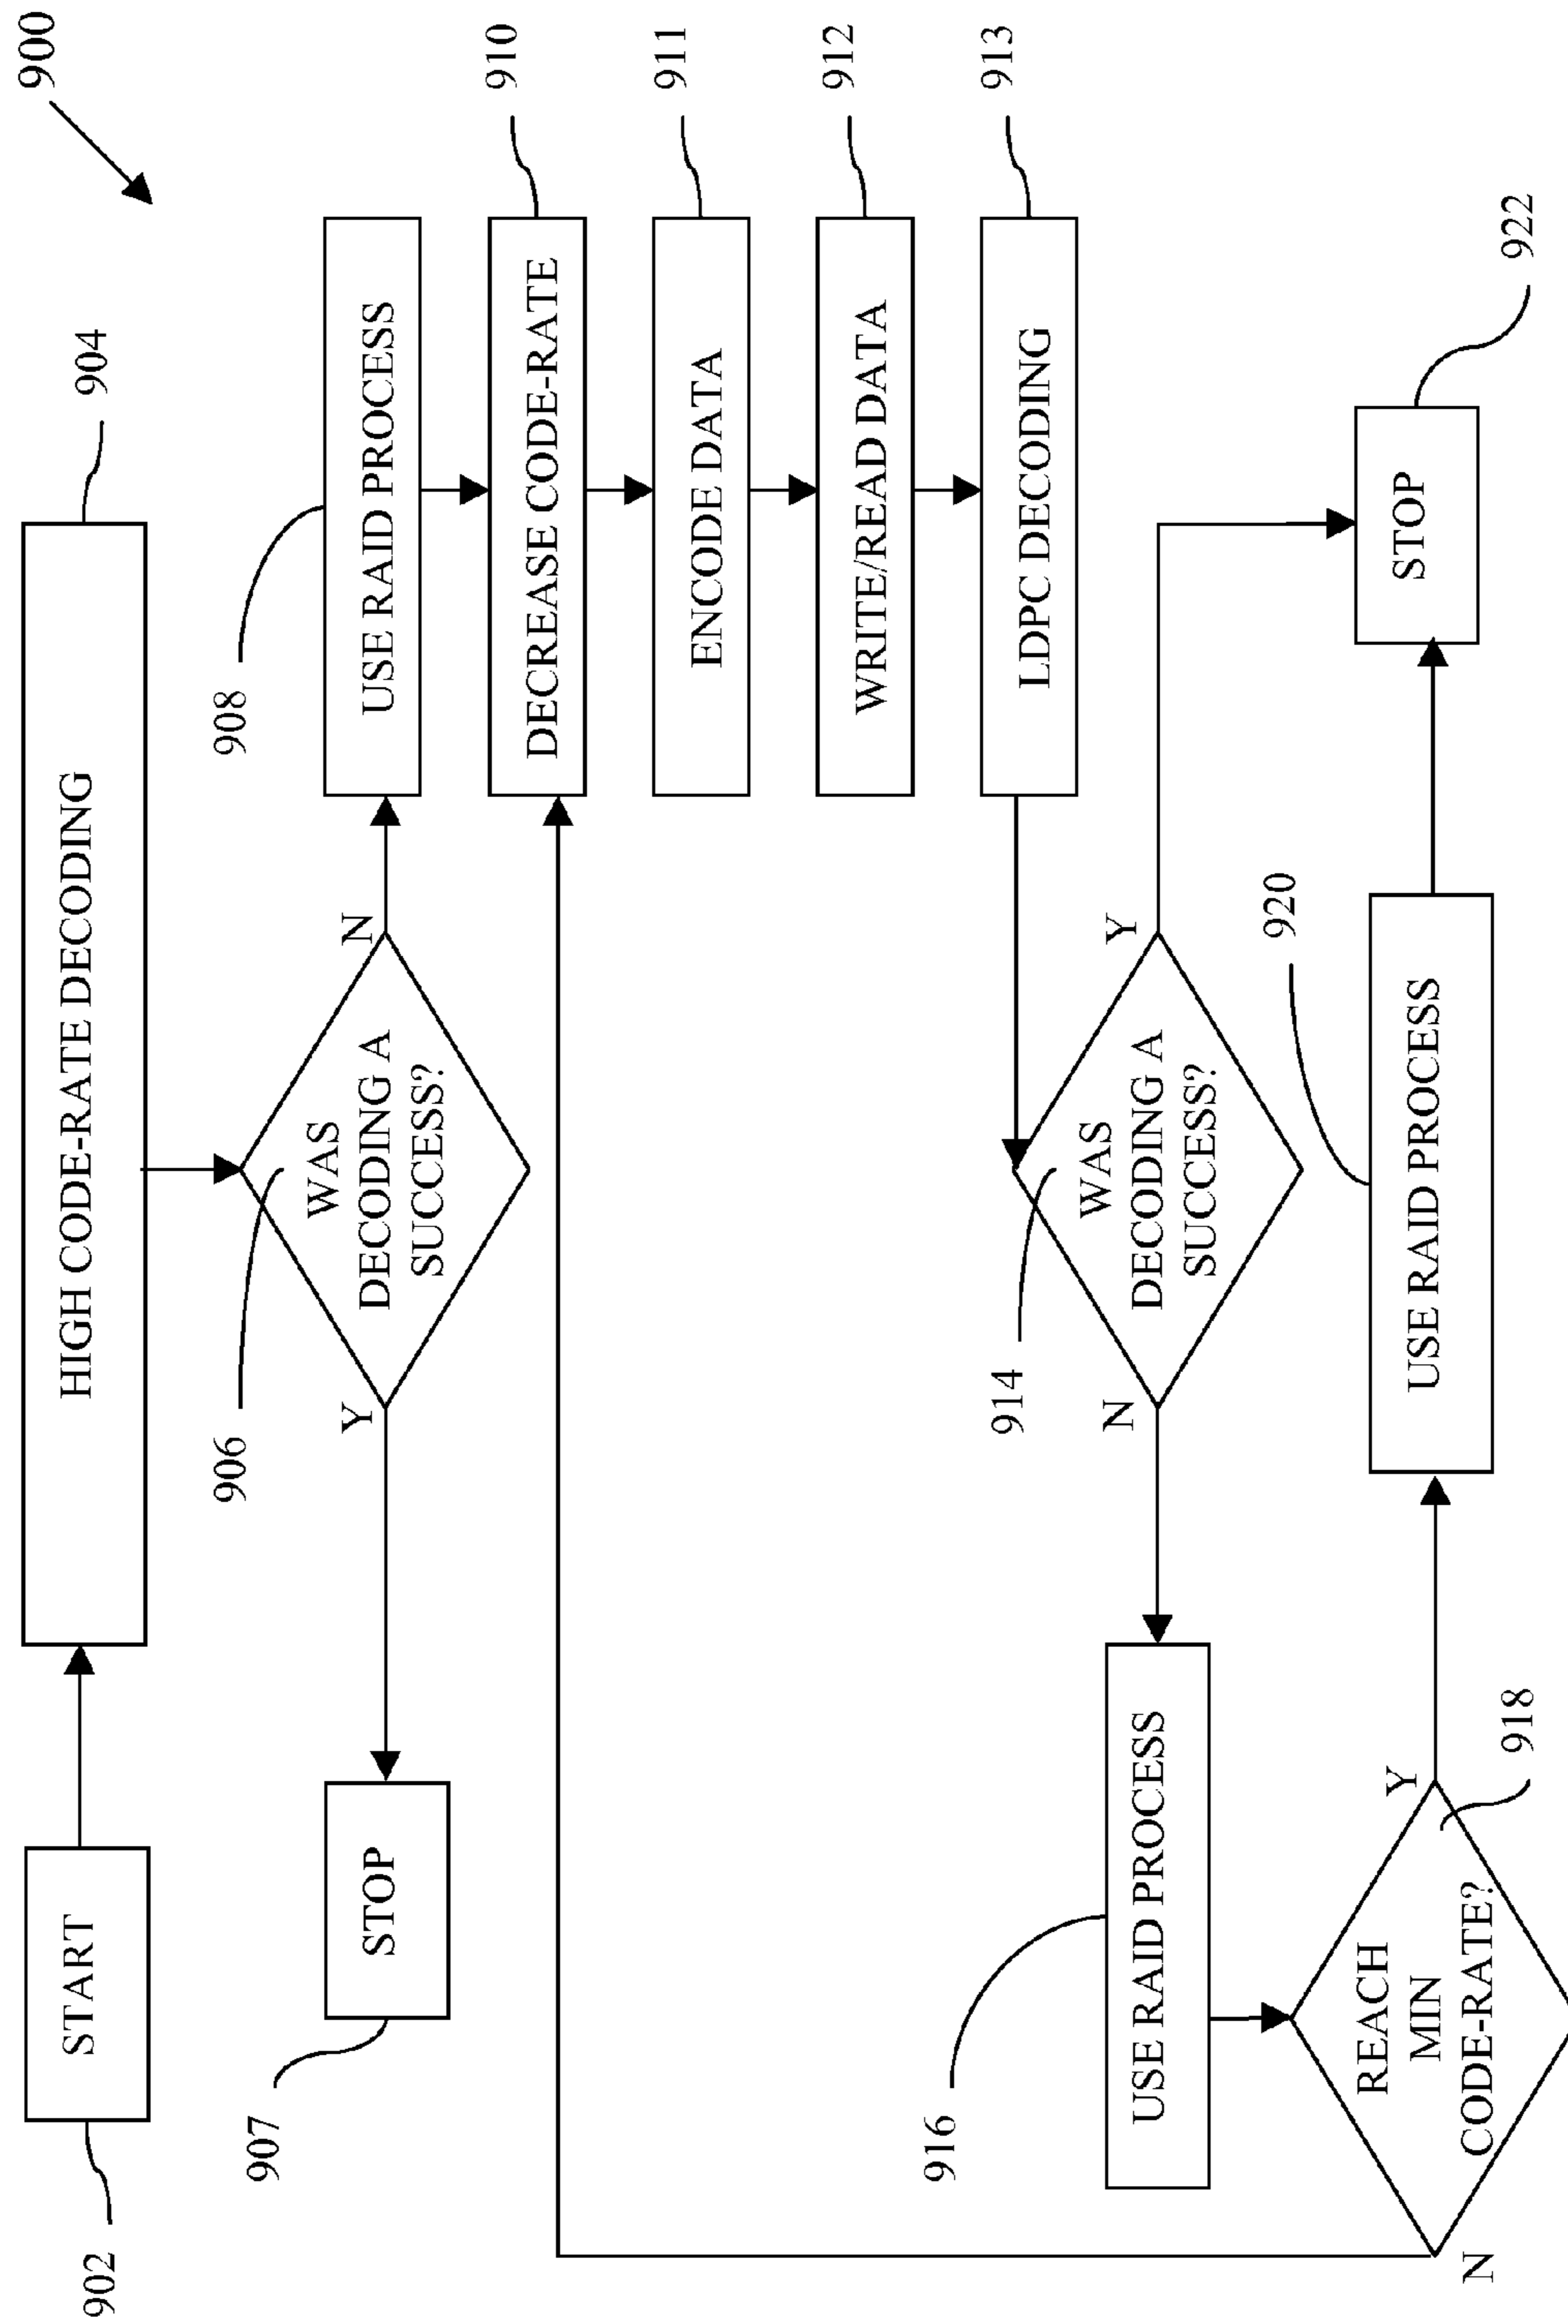 900
START
902
HIGH CODE-RATE DECODING
904
WAS
DECODING A
SUCCESS?
906
Y
N
STOP
907
USE RAID PROCESS
908
DECREASE CODE-RATE
910
ENCODE DATA
911
WRITE/READ DATA
912
LDPC DECODING
913
WAS
DECODING A
SUCCESS?
914
N
Y
USE RAID PROCESS
916
REACH
MIN
CODE-RATE?
918
N
Y
USE RAID PROCESS
920
STOP
922